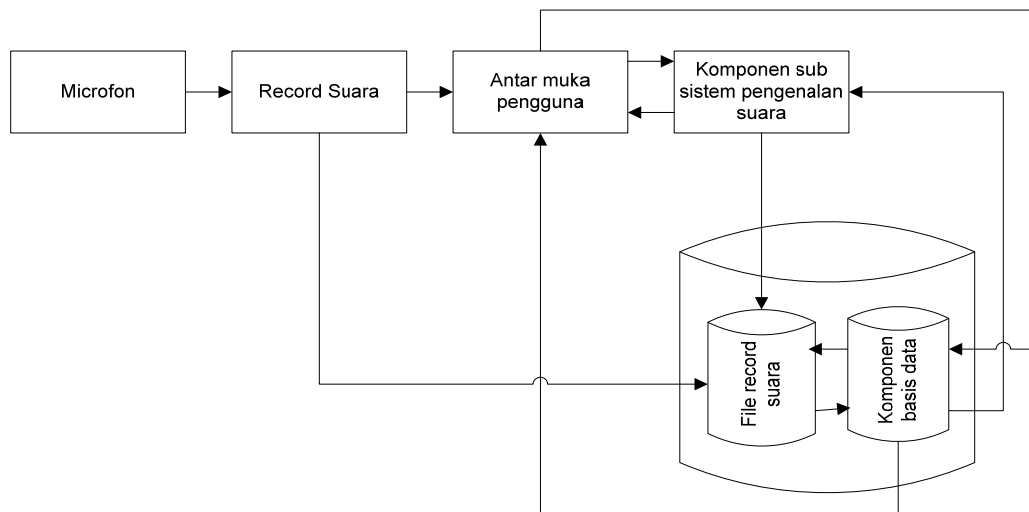 Microfon
Record Suara
Antar muka
pengguna
Komponen sub
sistem pengenalan
suara
File record
suara
Komponen
basis data